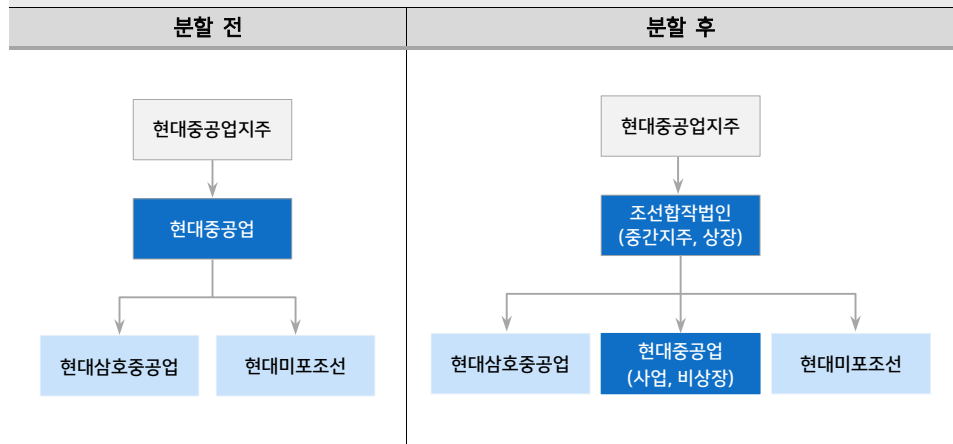 분할 전
분할 후
현대중공업지주
현대중공업
현대삼호중공업
현대미포조선
현대중공업지주
조선합작법인
(중간지주, 상장)
현대삼호중공업
현대중공업
(사업, 비상장)
현대미포조선